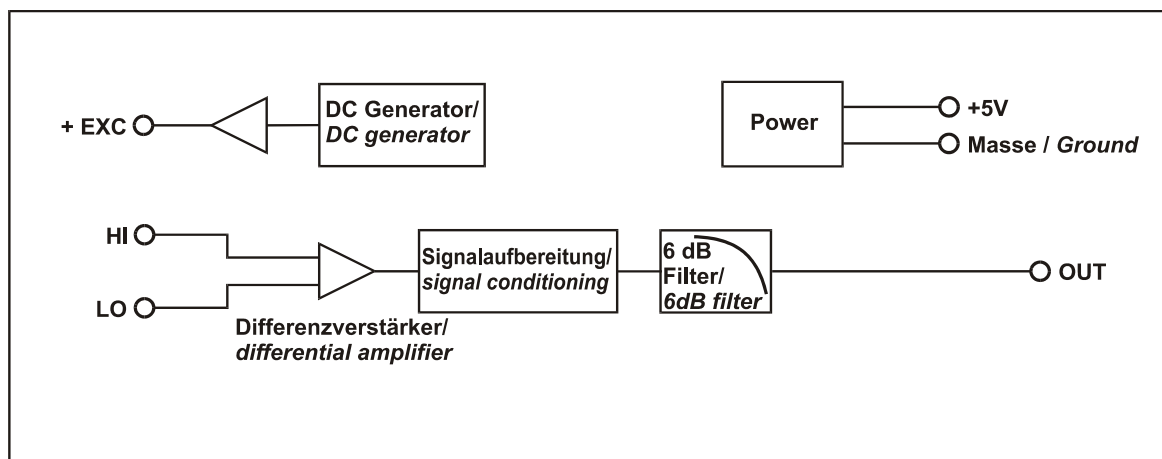 + EXC
DC Generator/
DC generator
Power
+5V
Masse / Ground
HI
LO
Differenzverstärker/
differential amplifier
Signalaufbereitung/
signal conditioning
6 dB
Filter/
6dB filter
OUT